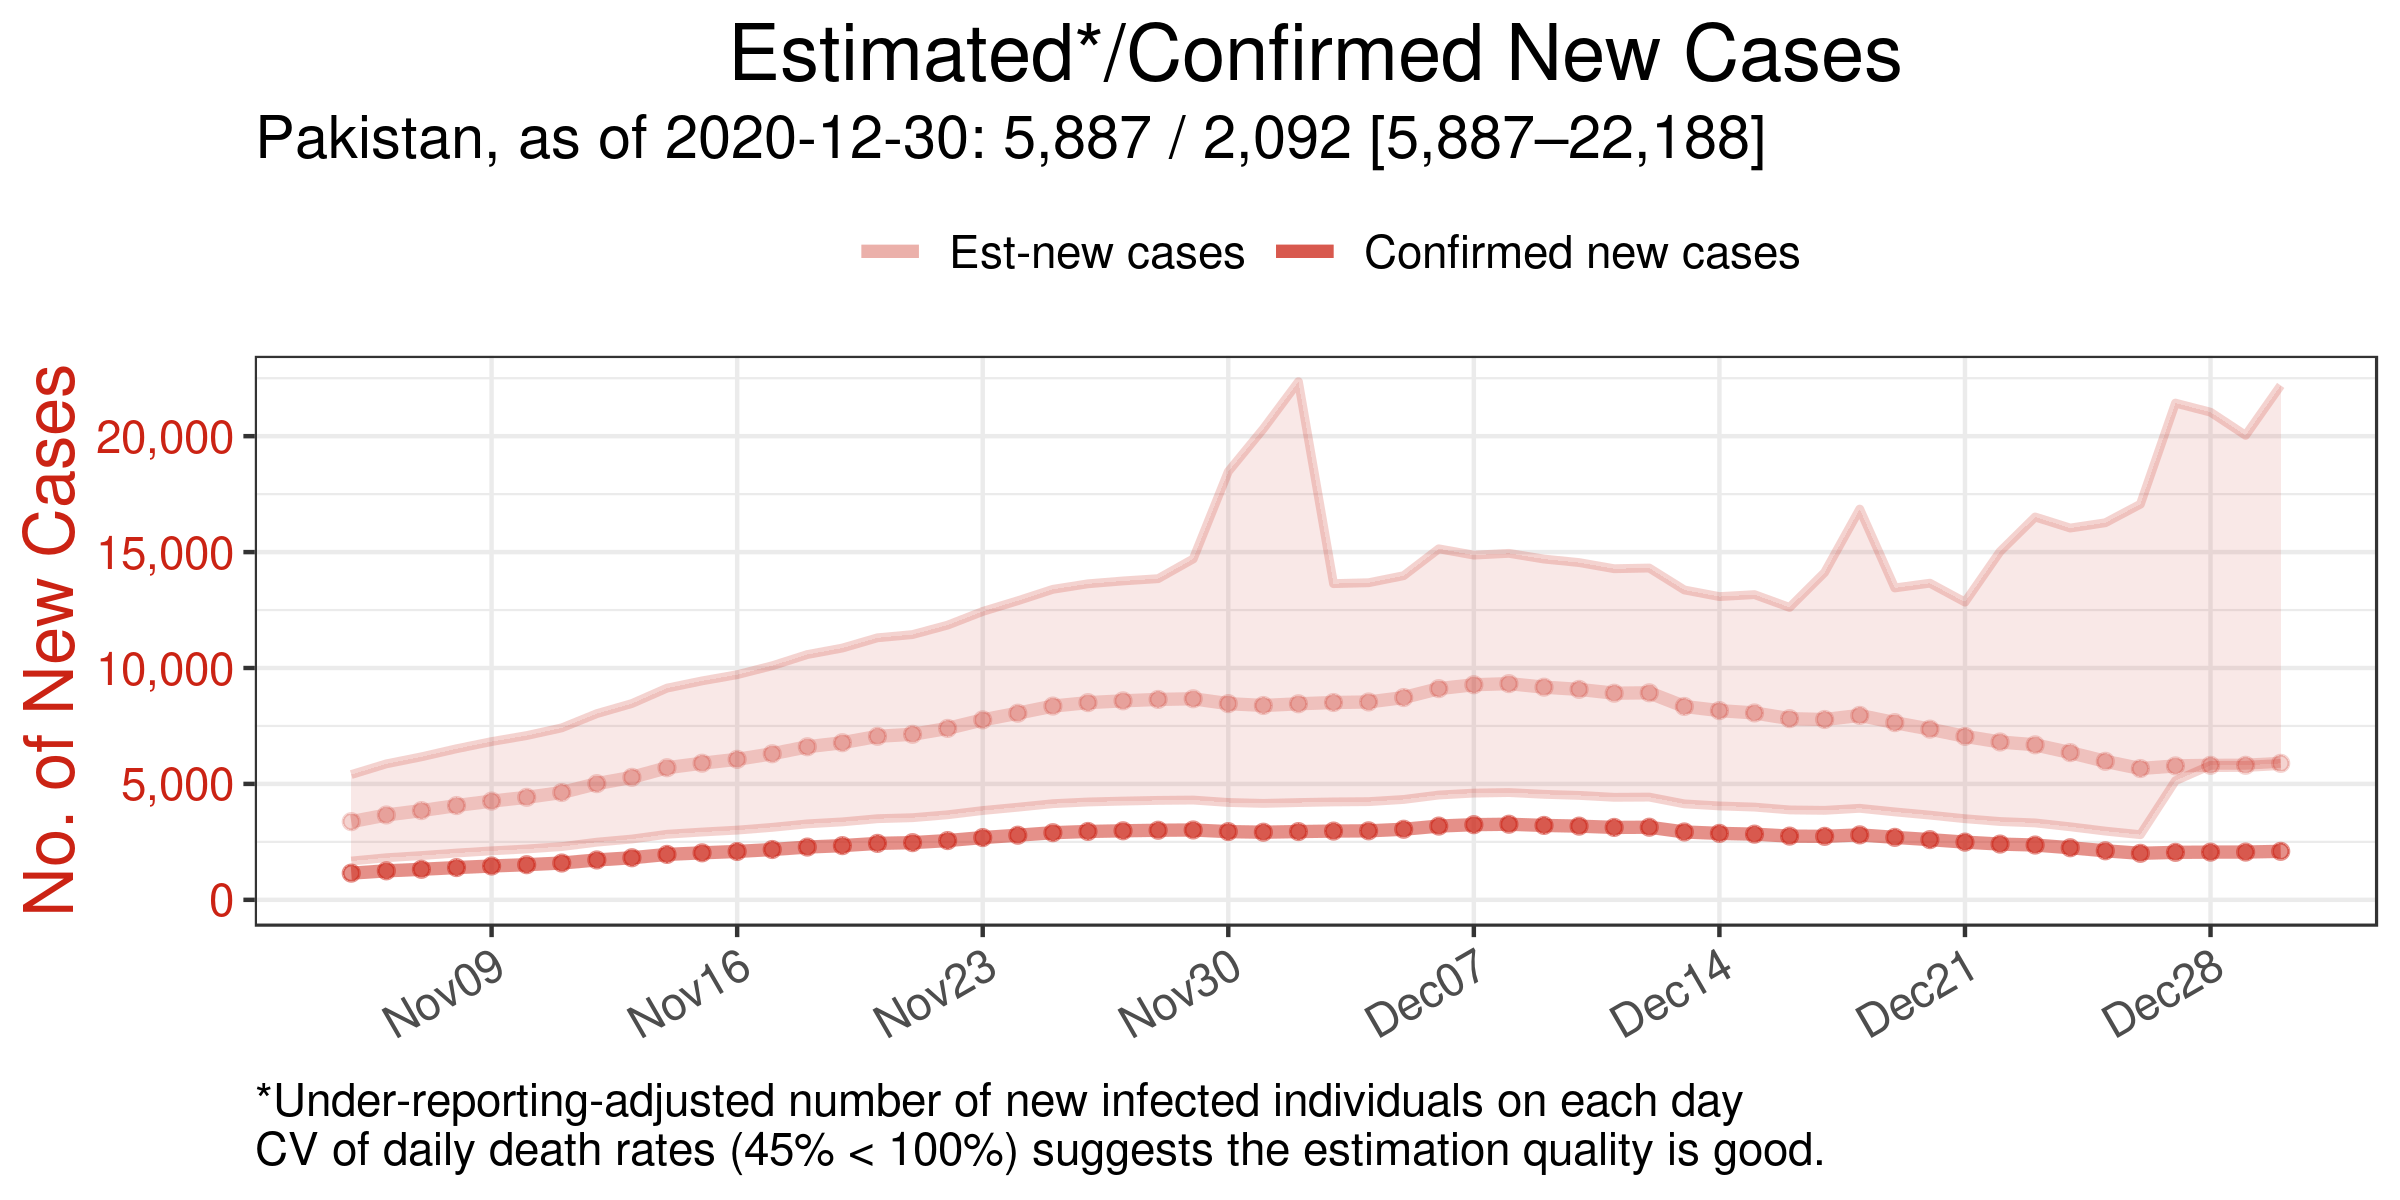 Estimated*/Confirmed New Cases
Pakistan, as of 2020-12-30: 5,887 / 2,092 [5,887–22,188]
Est-new cases
Confirmed new cases
No. of New Cases
20,000
15,000
10,000
5,000
0
Nov09
Nov16
Nov23
Nov30
Dec07
Dec14
Dec21
Dec28
*Under-reporting-adjusted number of new infected individuals on each day
CV of daily death rates (45% < 100%) suggests the estimation quality is good.